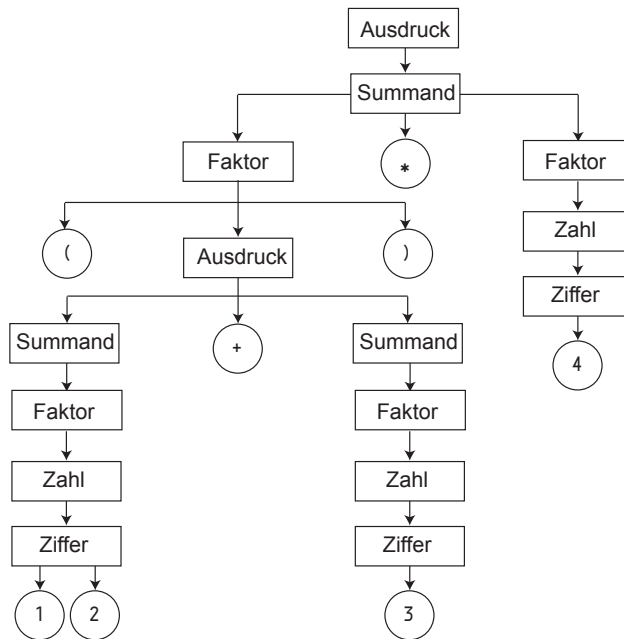 Ausdruck
Summand
Faktor * Faktor
( Ausdruck ) Zahl
Ziffer
Summand + Summand 4
Faktor Faktor
Zahl Zahl
Ziffer Ziffer
1 2 3